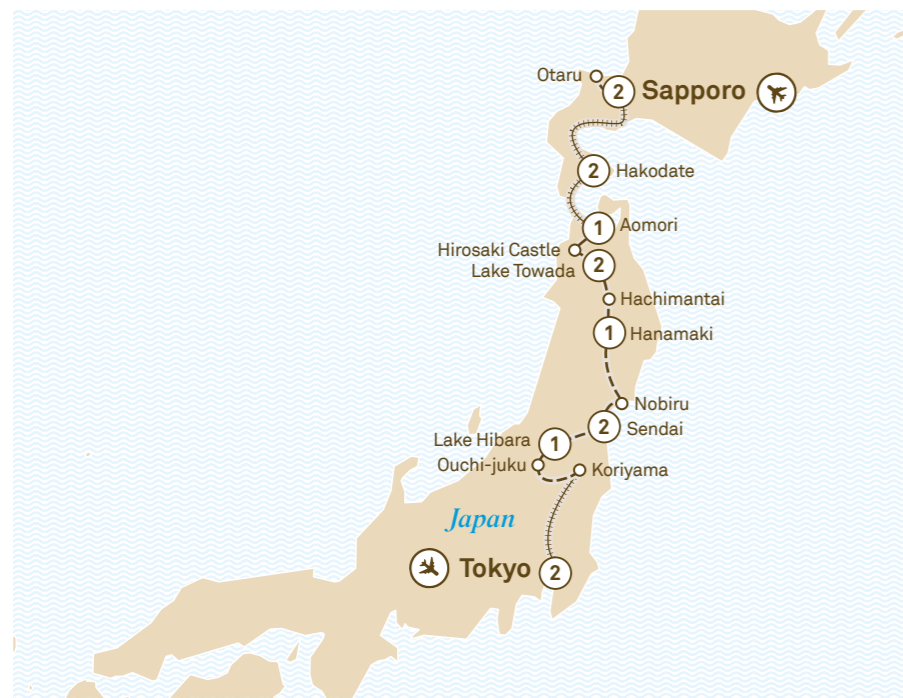 Otaru
2
Sapporo
2
Hakodate
1
Aomori
Hirosaki Castle
Lake Towada
2
Hachimantai
1
Hanamaki
Nobiru
2
Sendai
Lake Hibara
1
Ouchi-juku
Koriyama
Japan
Tokyo
2